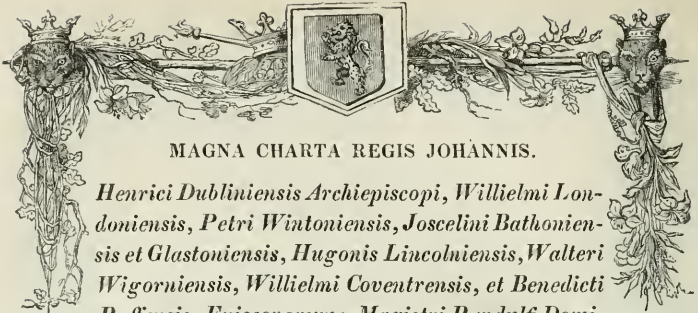 MAGNA CHARTA REGIS JOHANNIS.
Henrici Dubliniensis Archiepiscopi, Willielmi Lon-
doniensis, Petri Wintoniensis, Joscelini Bathonien-
sis et Glastoniensis, Hugonis Lincolniensis, Walteri
Wigorniensis, Willielmi Coventrensis, et Benedicti